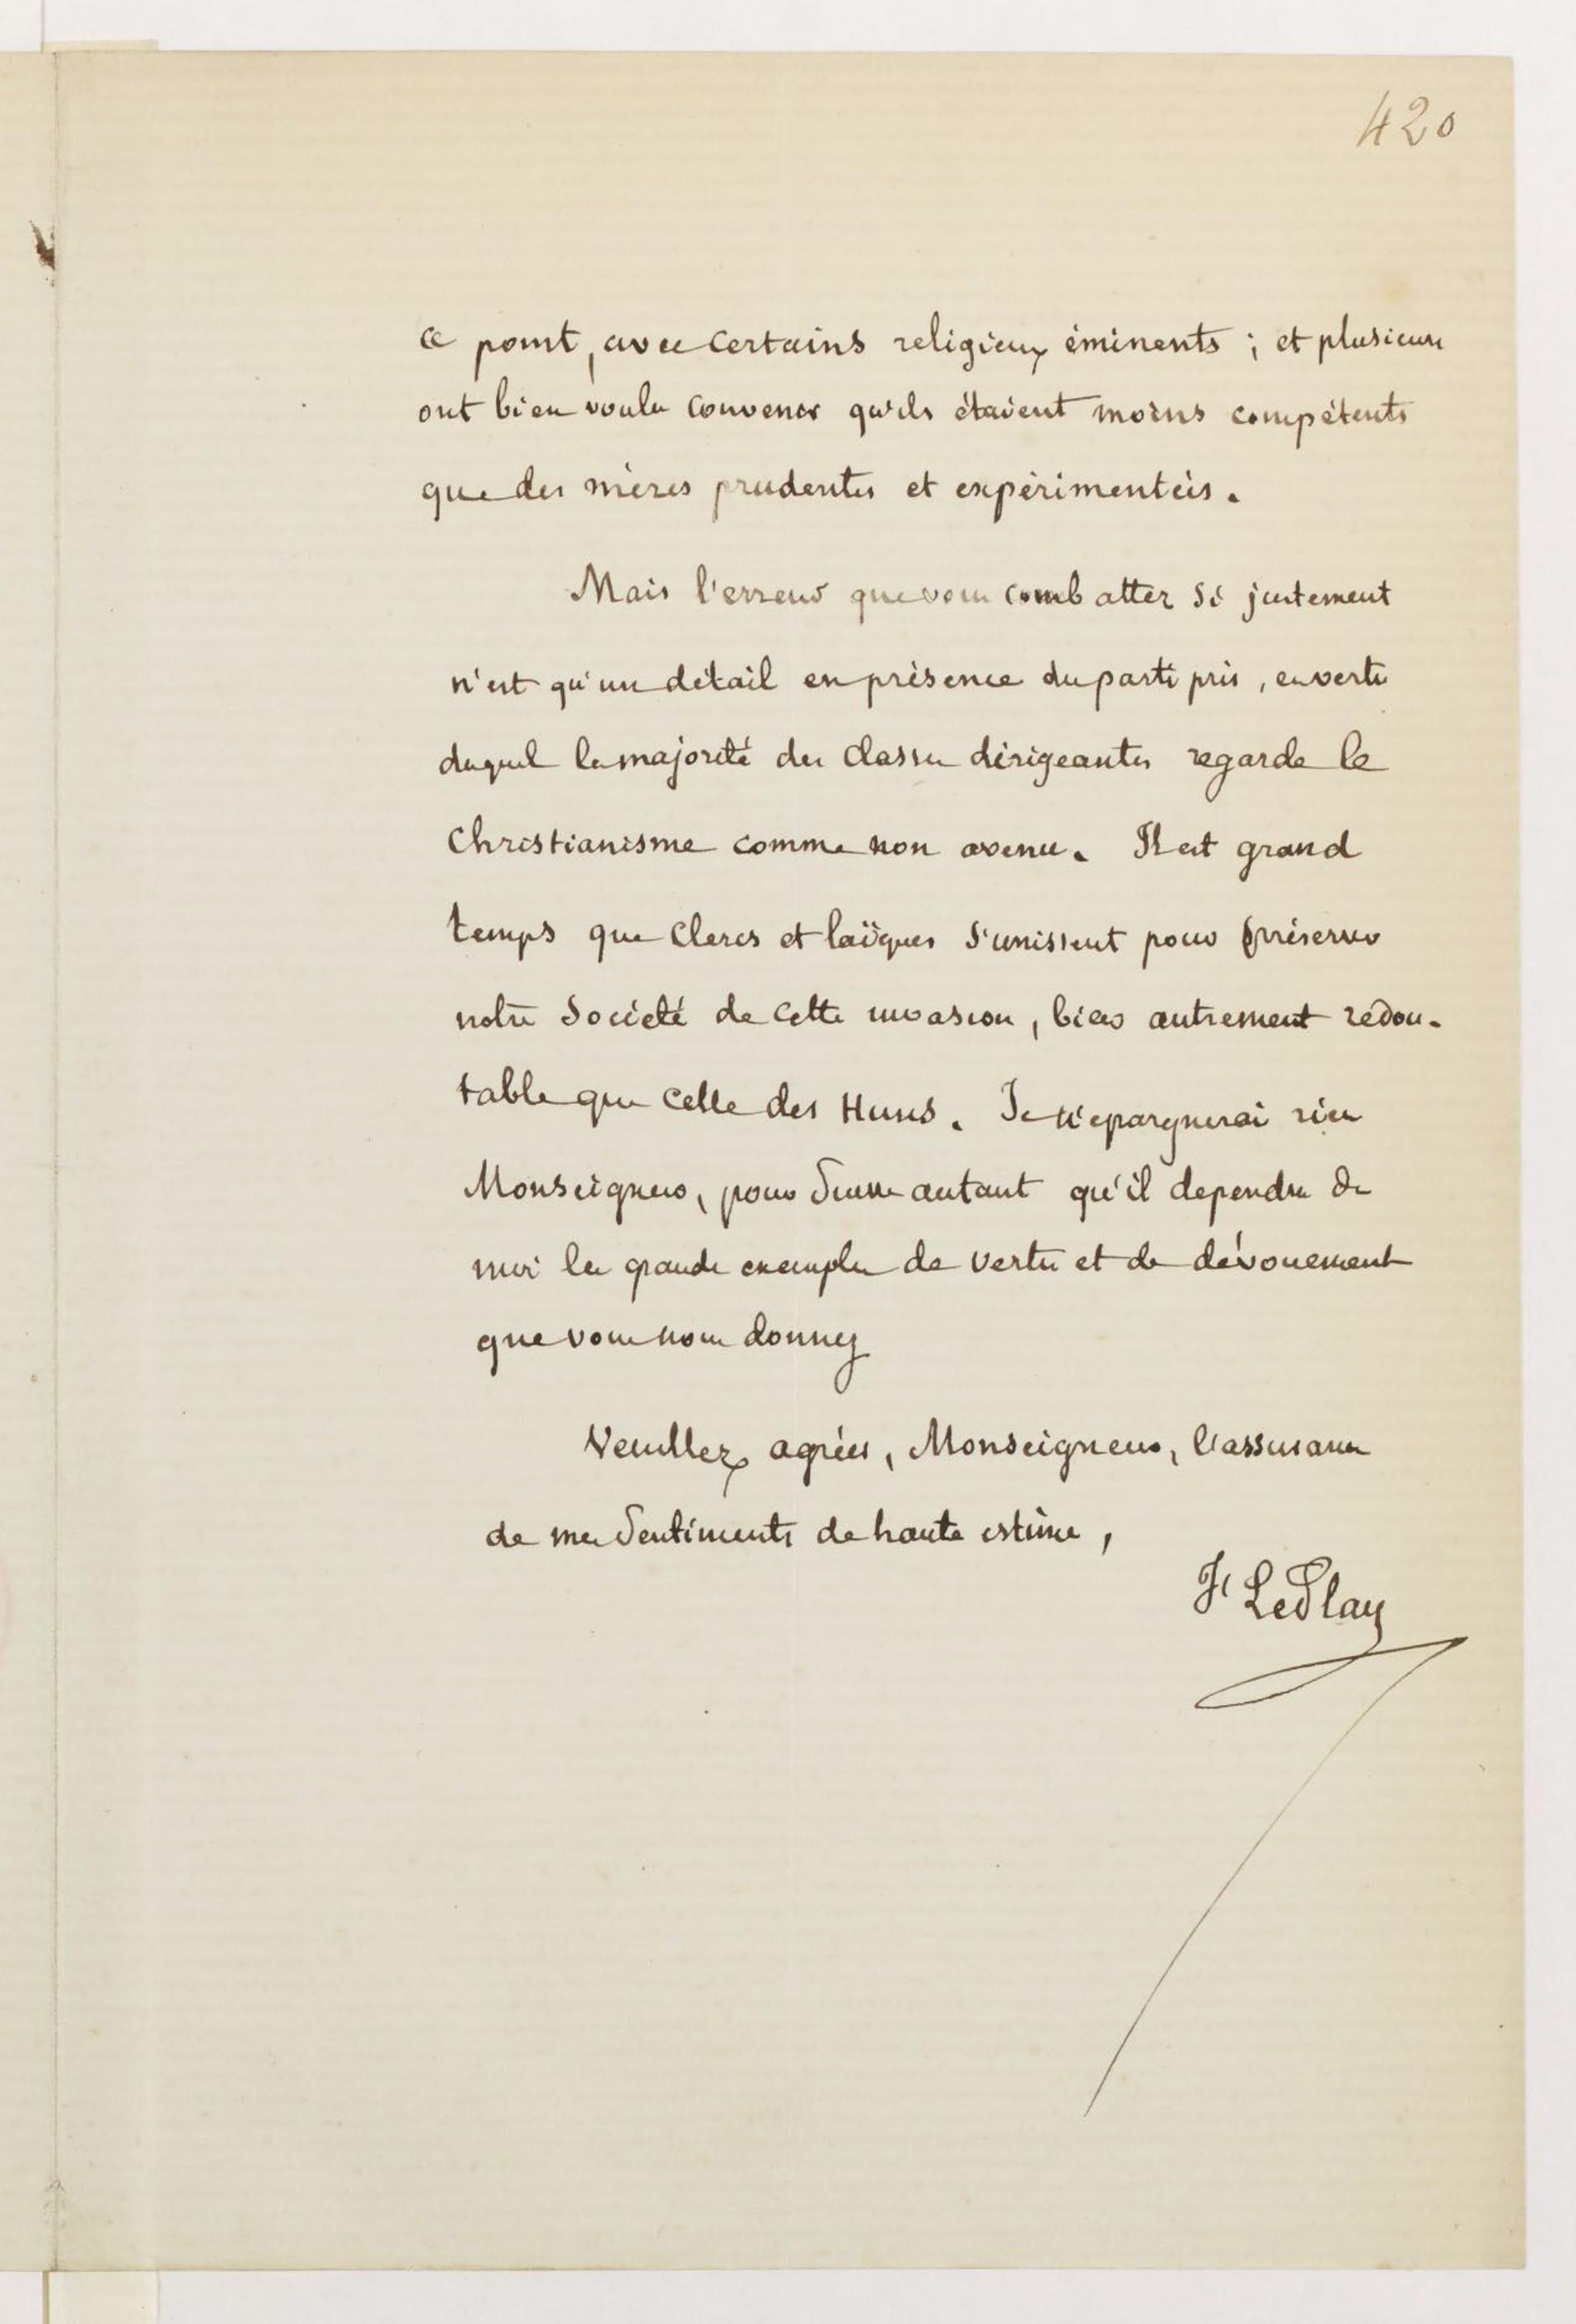 420
ce point, avec certains religieux éminents ; et plusieurs
ont bien voulu convenir qu'ils étaient moins compétents
que des mères prudentes et expérimentées.
Mais l'erreur que vous combattez si justement
n'est qu'un détail en présence du parti pris, en vertu
duquel la majorité des classes dirigeantes regarde le
Christianisme comme non avenu. Il est grand
temps que clercs et laïques s'unissent pour préserver
notre société de cette invasion, bien autrement redou-
table que celle des Huns. Je n'epargnerai rien
Monseigneur, pour suivre autant qu'il dependra de
moi les grands exemples de vertu et de dévouement
que vous nous donnez
Veuillez agréer, Monseigneur, l'assurance
de mes sentiments de haute estime,
F. Le Play